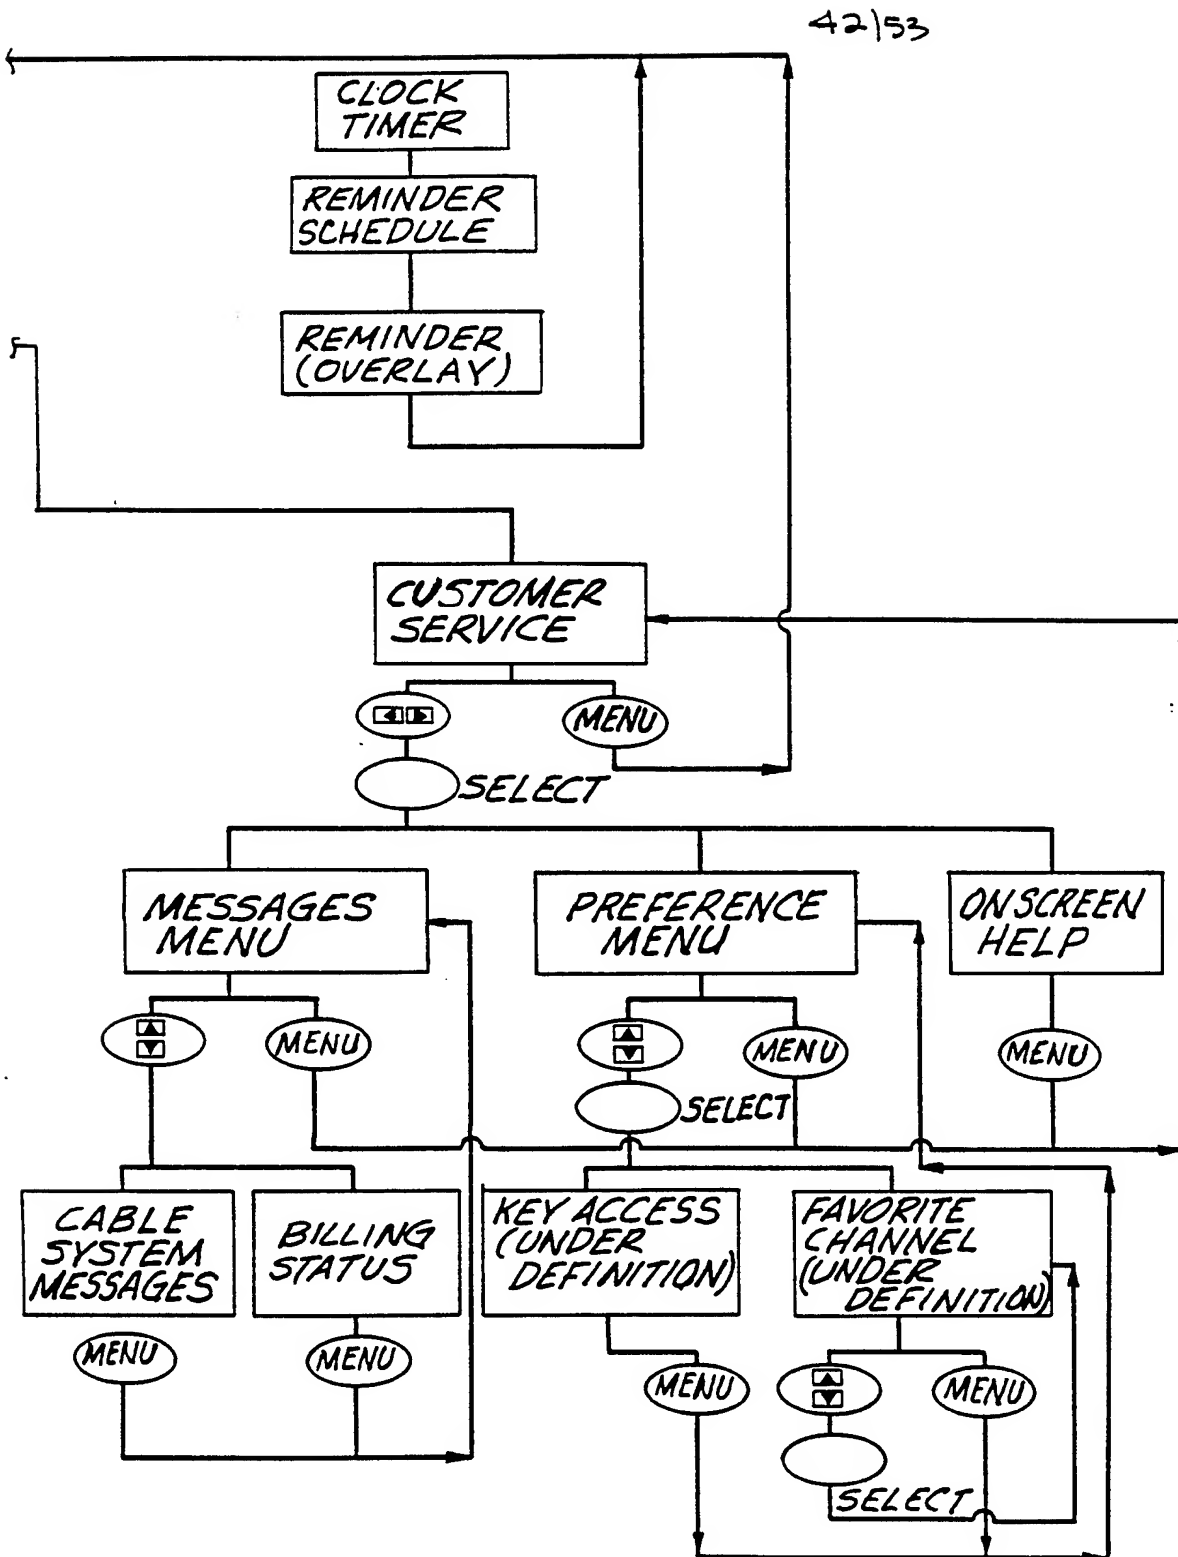 42/53
CLOCK
TIMER
REMINDER
SCHEDULE
REMINDER
(OVERLAY)
CUSTOMER
SERVICE
MENU
SELECT
MESSAGES
MENU
PREFERENCE
MENU
ONSCREEN
HELP
MENU
MENU
MENU
SELECT
CABLE
SYSTEM
MESSAGES
BILLING
STATUS
KEY ACCESS
(UNDER
DEFINITION)
FAVORITE
CHANNEL
(UNDER
DEFINITION)
MENU
MENU
MENU
MENU
SELECT